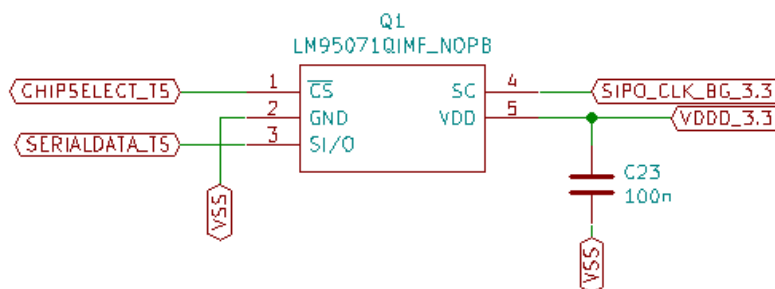 Q1
LM95071QIMF_NOPB
CHIPSELECT_TS 1 CS SC 4 SIPO_CLK_BG_3.3
2 GND VDD 5 VDDD_3.3
SERIALDATA_TS 3 SI/O
VSS
C23
100n
VSS